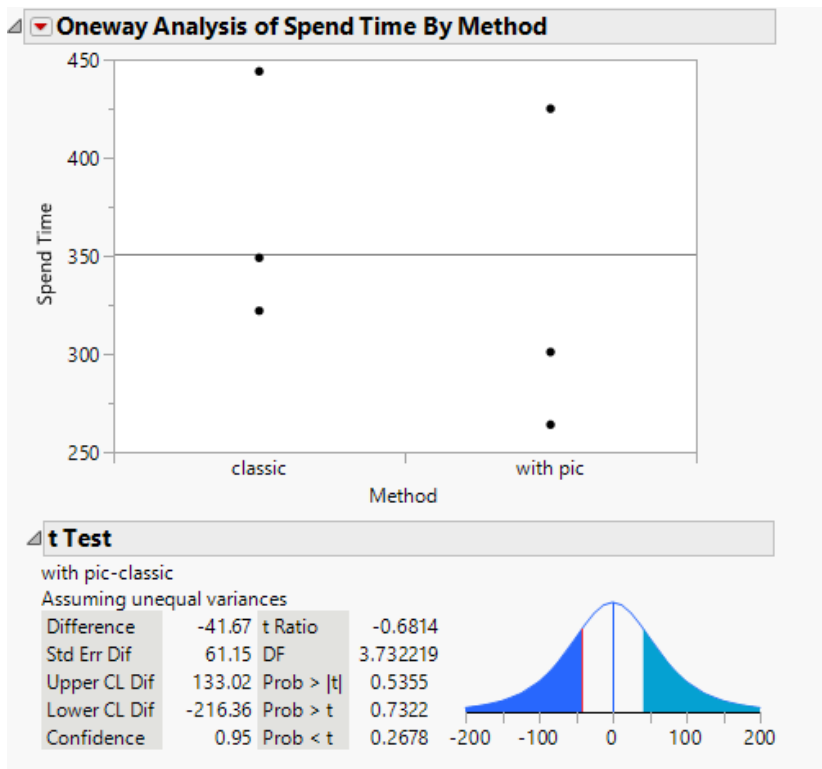 Oneway Analysis of Spend Time By Method
450
400
350
300
250
Spend Time
classic with pic
Method
t Test
with pic-classic
Assuming unequal variances
Difference -41.67 t Ratio -0.6814
Std Err Dif 61.15 DF 3.732219
Upper CL Dif 133.02 Prob > |t| 0.5355
Lower CL Dif -216.36 Prob > t 0.7322
Confidence 0.95 Prob < t 0.2678
-200 -100 0 100 200